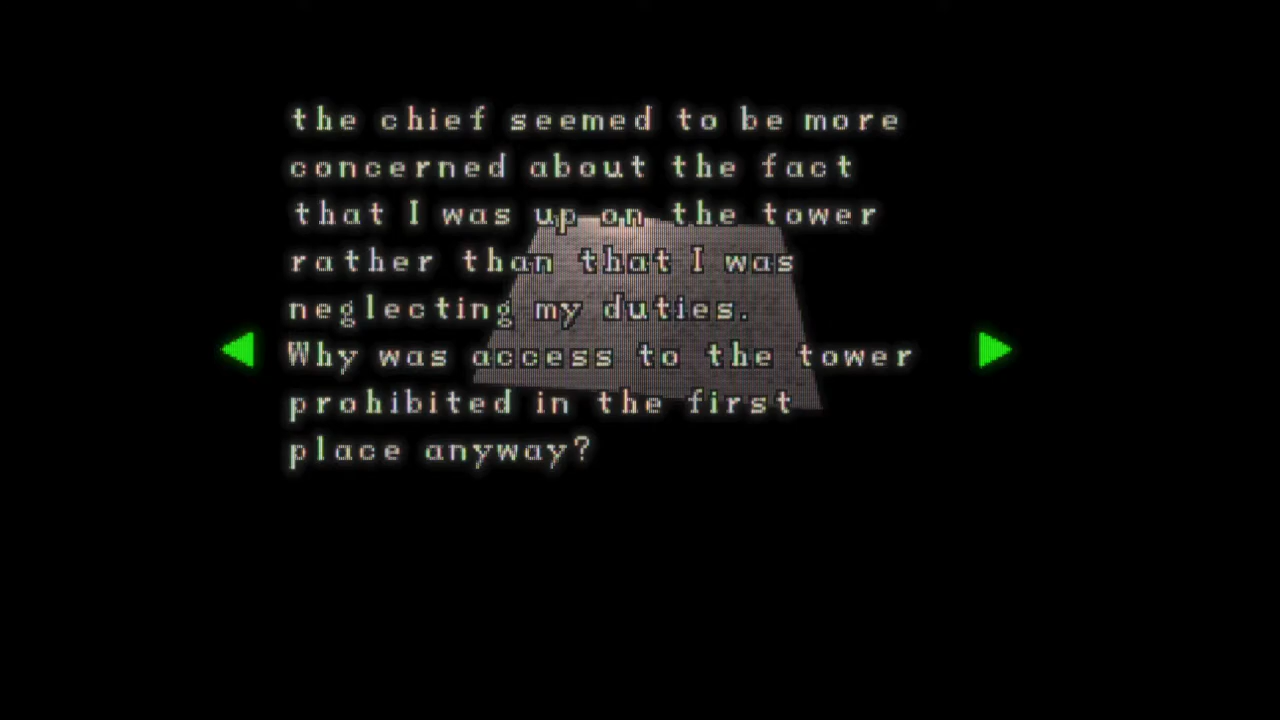 the chief seemed to be more
concerned about the fact
that I was up on the tower
rather than that I was
neglecting my duties.
Why was access to the tower
prohibited in the first
place anyway?